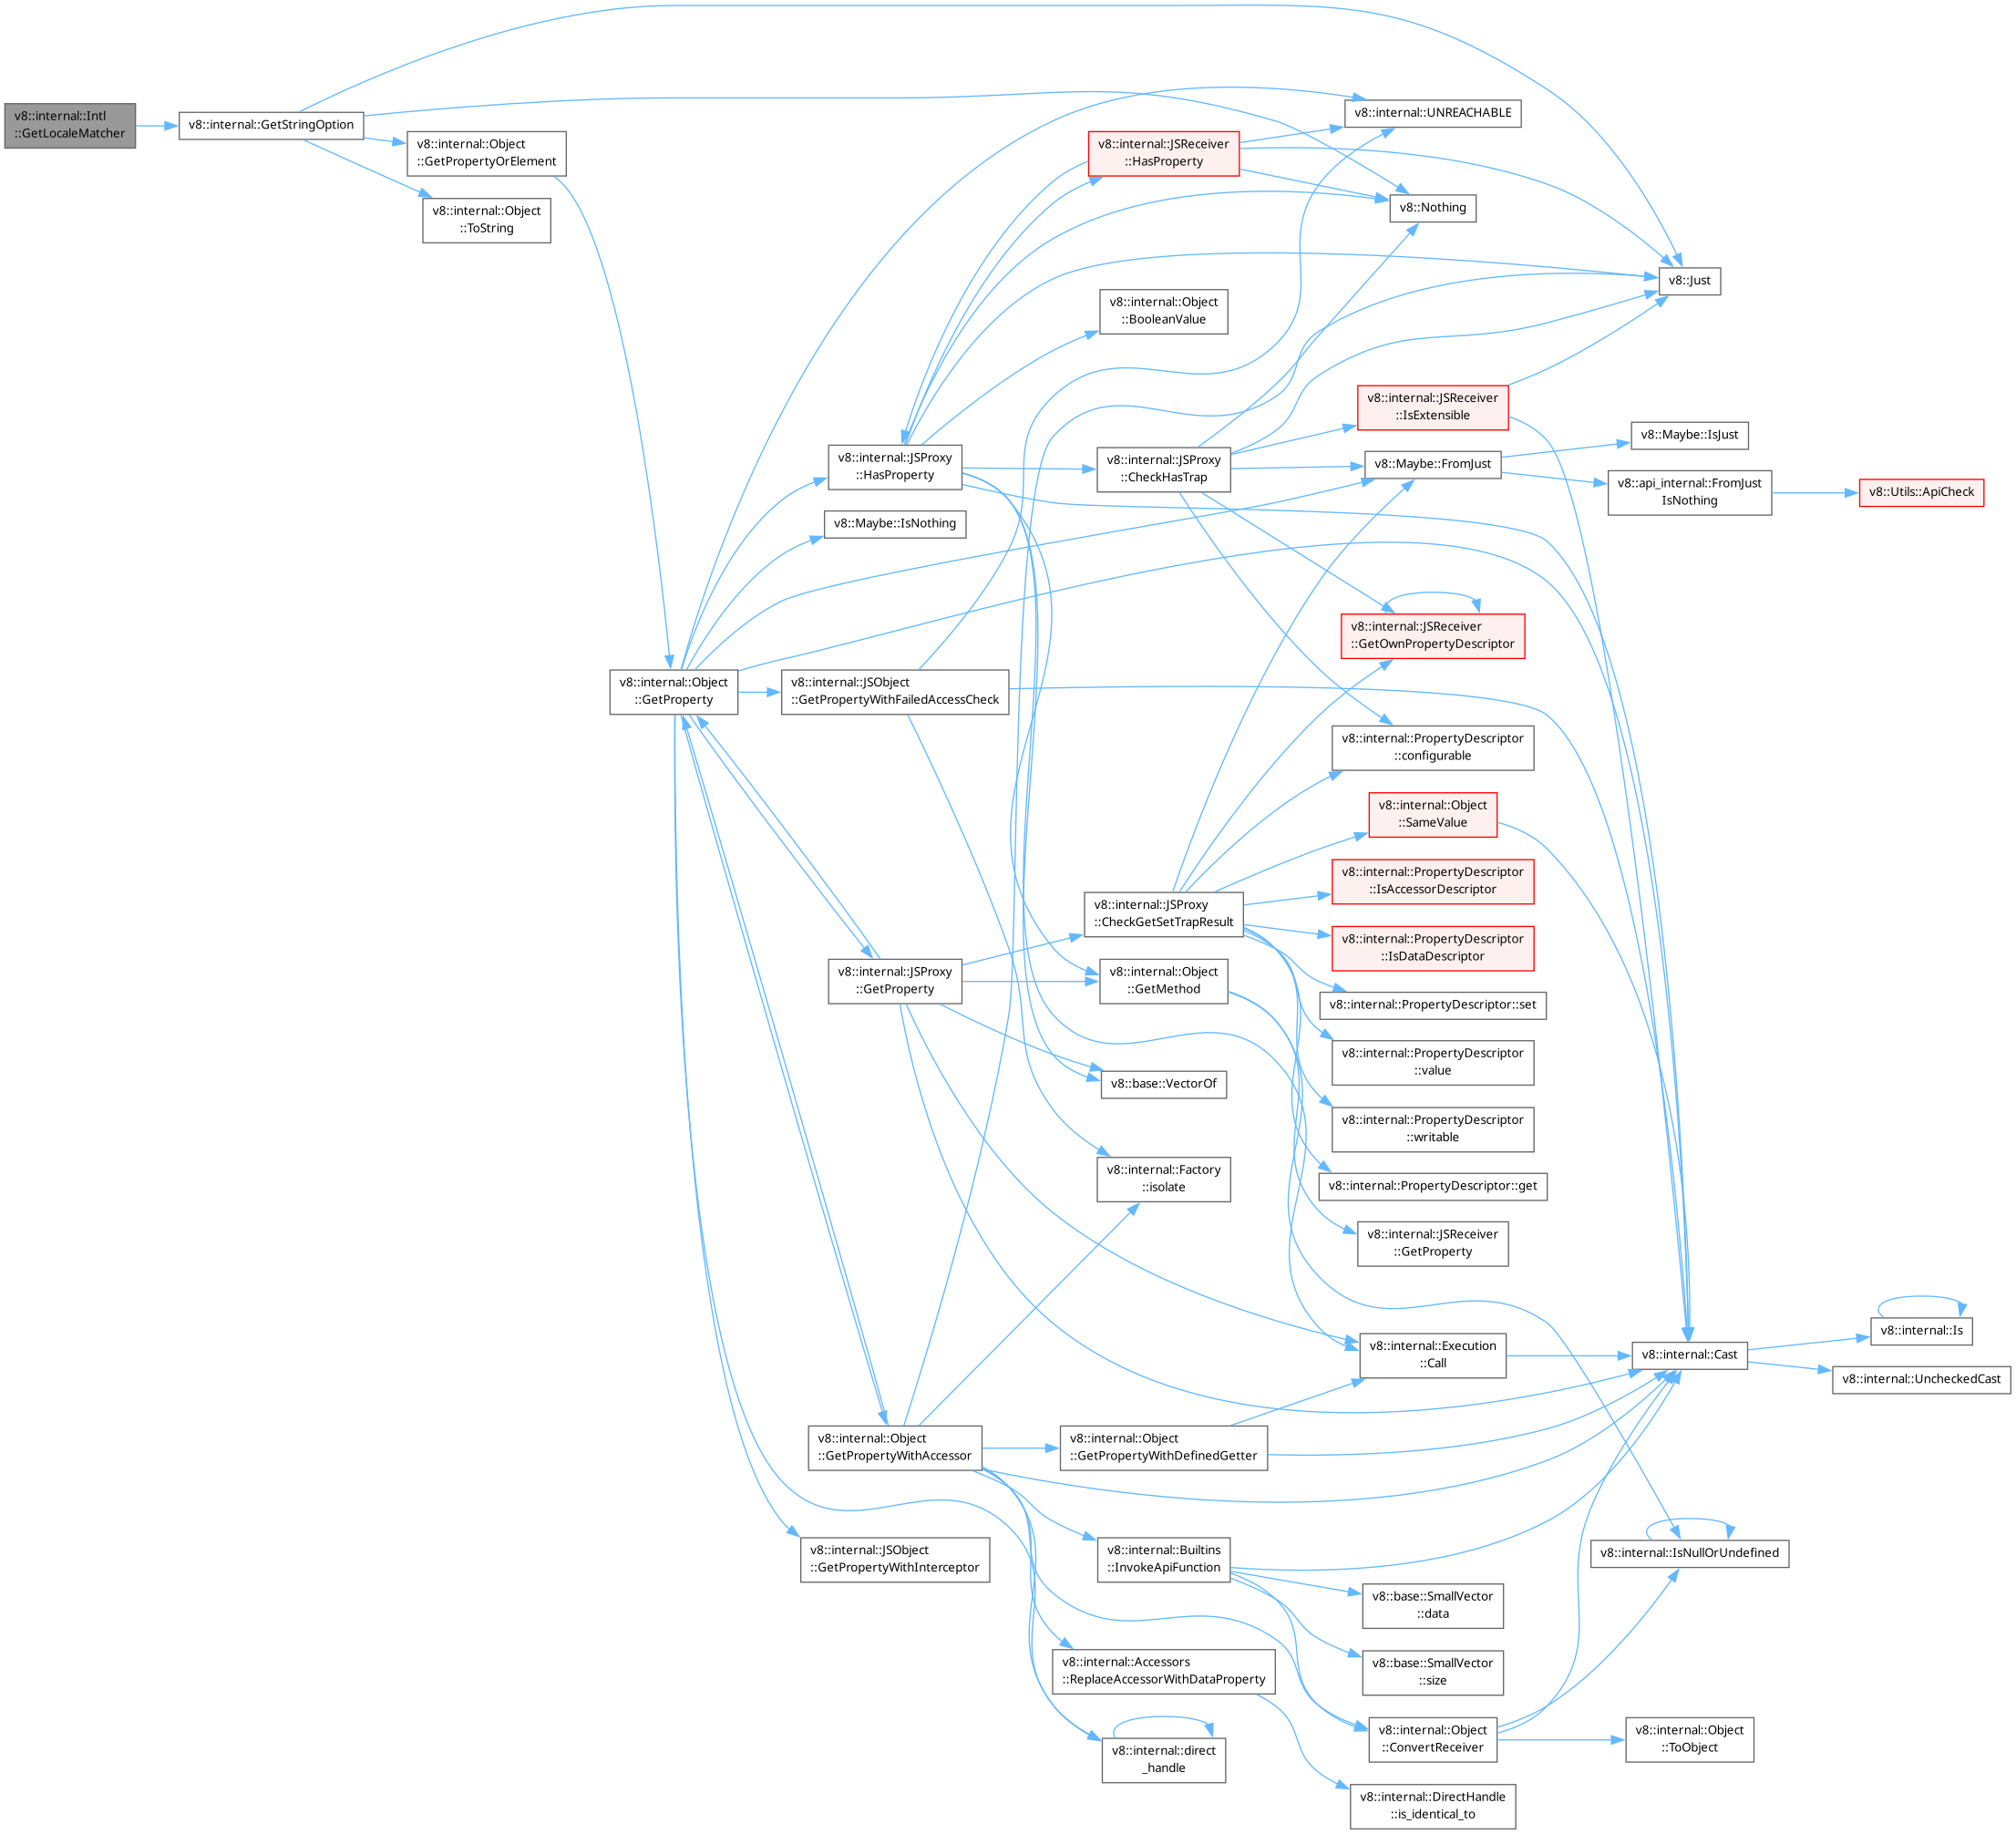 v8::internal::Intl
::GetLocaleMatcher
v8::internal::GetStringOption
v8::internal::Object
::GetPropertyOrElement
v8::internal::Object
::ToString
v8::internal::Object
::GetProperty
v8::internal::JSProxy
::HasProperty
v8::Maybe::IsNothing
v8::internal::JSObject
::GetPropertyWithFailedAccessCheck
v8::internal::JSProxy
::GetProperty
v8::internal::Object
::GetPropertyWithAccessor
v8::internal::JSObject
::GetPropertyWithInterceptor
v8::internal::JSReceiver
::HasProperty
v8::internal::Object
::BooleanValue
v8::internal::JSProxy
::CheckHasTrap
v8::internal::JSProxy
::CheckGetSetTrapResult
v8::internal::Object
::GetMethod
v8::base::VectorOf
v8::internal::Factory
::isolate
v8::internal::Object
::GetPropertyWithDefinedGetter
v8::internal::Builtins
::InvokeApiFunction
v8::internal::Accessors
::ReplaceAccessorWithDataProperty
v8::internal::direct
_handle
v8::internal::UNREACHABLE
v8::Nothing
v8::internal::JSReceiver
::IsExtensible
v8::Maybe::FromJust
v8::internal::JSReceiver
::GetOwnPropertyDescriptor
v8::internal::PropertyDescriptor
::configurable
v8::internal::Object
::SameValue
v8::internal::PropertyDescriptor
::IsAccessorDescriptor
v8::internal::PropertyDescriptor
::IsDataDescriptor
v8::internal::PropertyDescriptor::set
v8::internal::PropertyDescriptor
::value
v8::internal::PropertyDescriptor
::writable
v8::internal::PropertyDescriptor::get
v8::internal::JSReceiver
::GetProperty
v8::internal::Execution
::Call
v8::base::SmallVector
::data
v8::base::SmallVector
::size
v8::internal::Object
::ConvertReceiver
v8::internal::DirectHandle
::is_identical_to
v8::Just
v8::Maybe::IsJust
v8::api_internal::FromJust
IsNothing
v8::internal::Cast
v8::internal::IsNullOrUndefined
v8::internal::Object
::ToObject
v8::Utils::ApiCheck
v8::internal::Is
v8::internal::UncheckedCast